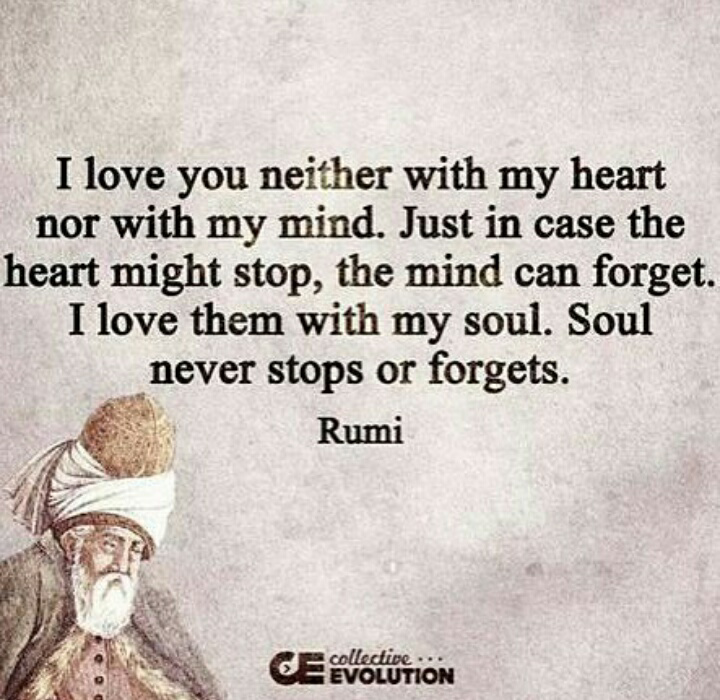 I love you neither with my heart
nor with my mind. Just in case the
heart might stop, the mind can forget.
I love them with my soul. Soul
never stops or forgets.
Rumi
CE collective ...
EVOLUTION